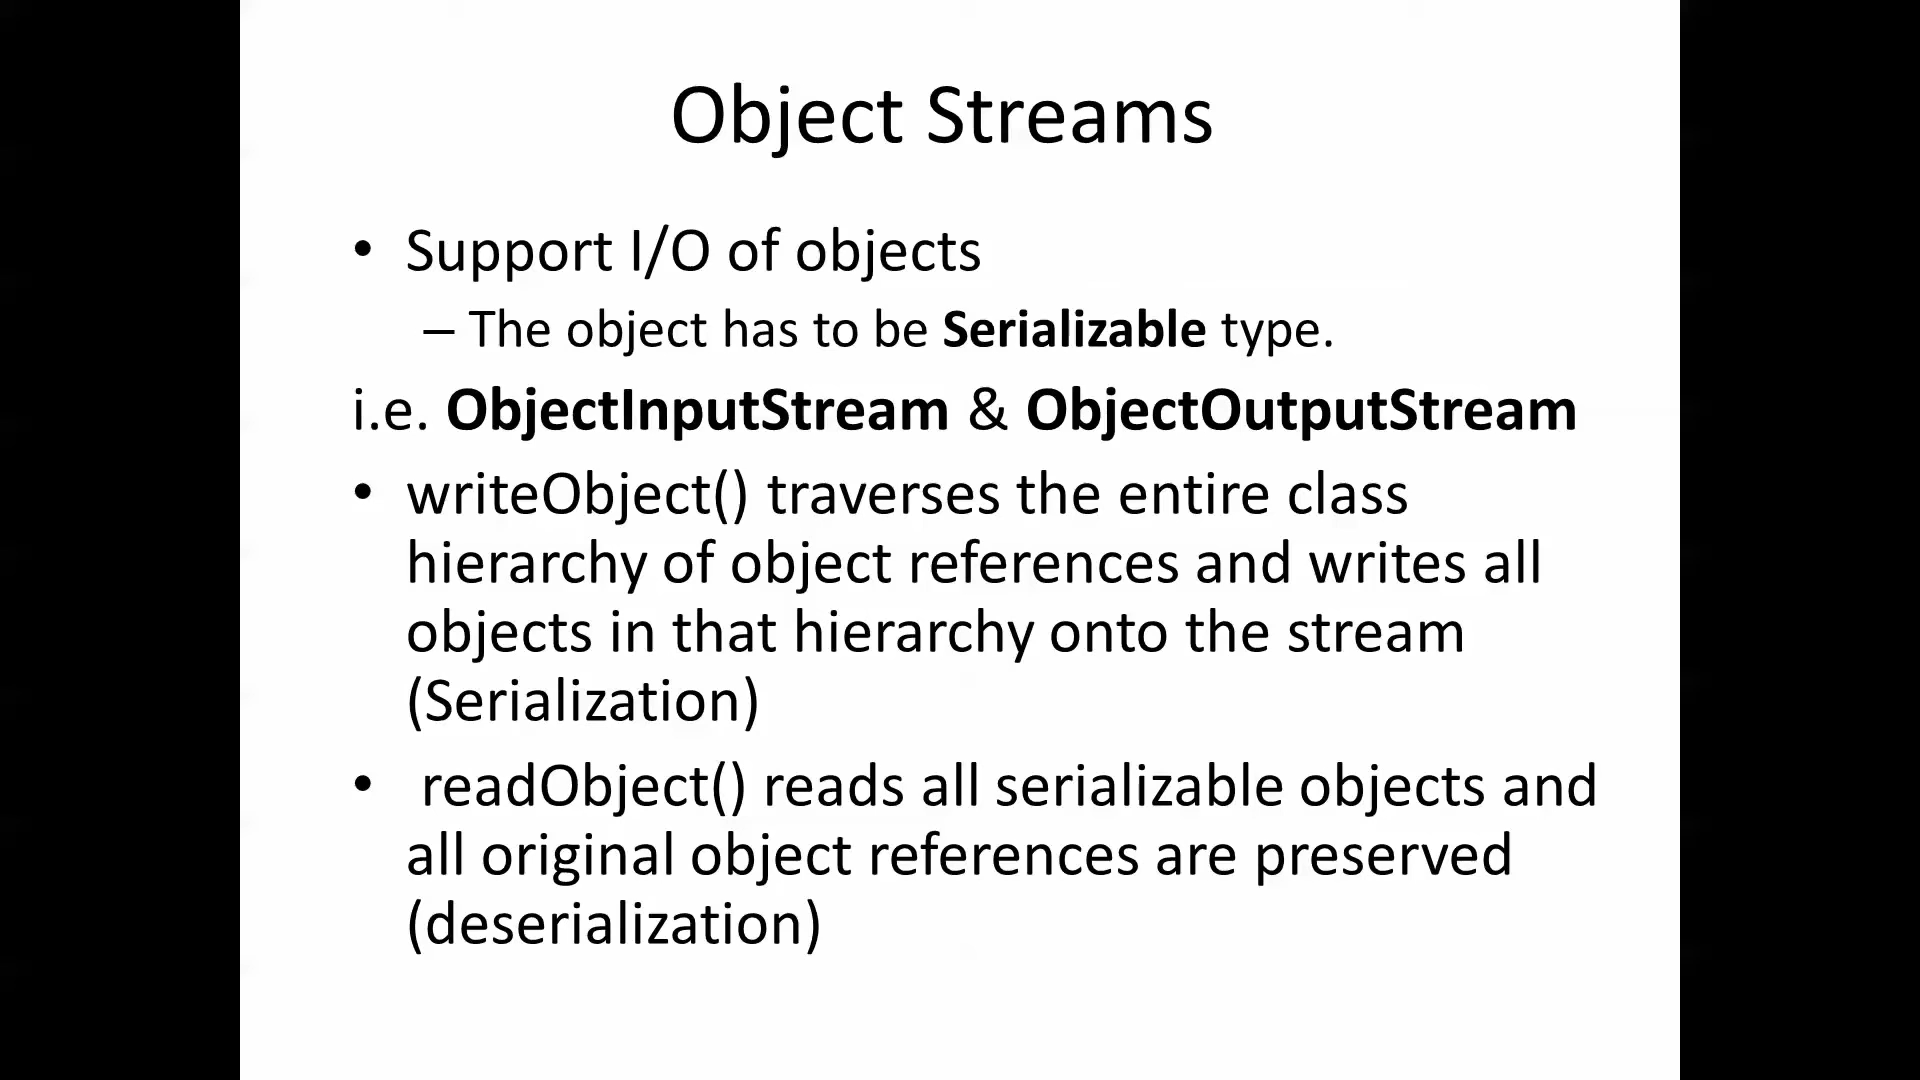 Object Streams
• Support I/O of objects
– The object has to be Serializable type.
i.e. ObjectInputStream & ObjectOutputStream
• writeObject() traverses the entire class
hierarchy of object references and writes all
objects in that hierarchy onto the stream
(Serialization)
• readObject() reads all serializable objects and
all original object references are preserved
(deserialization)